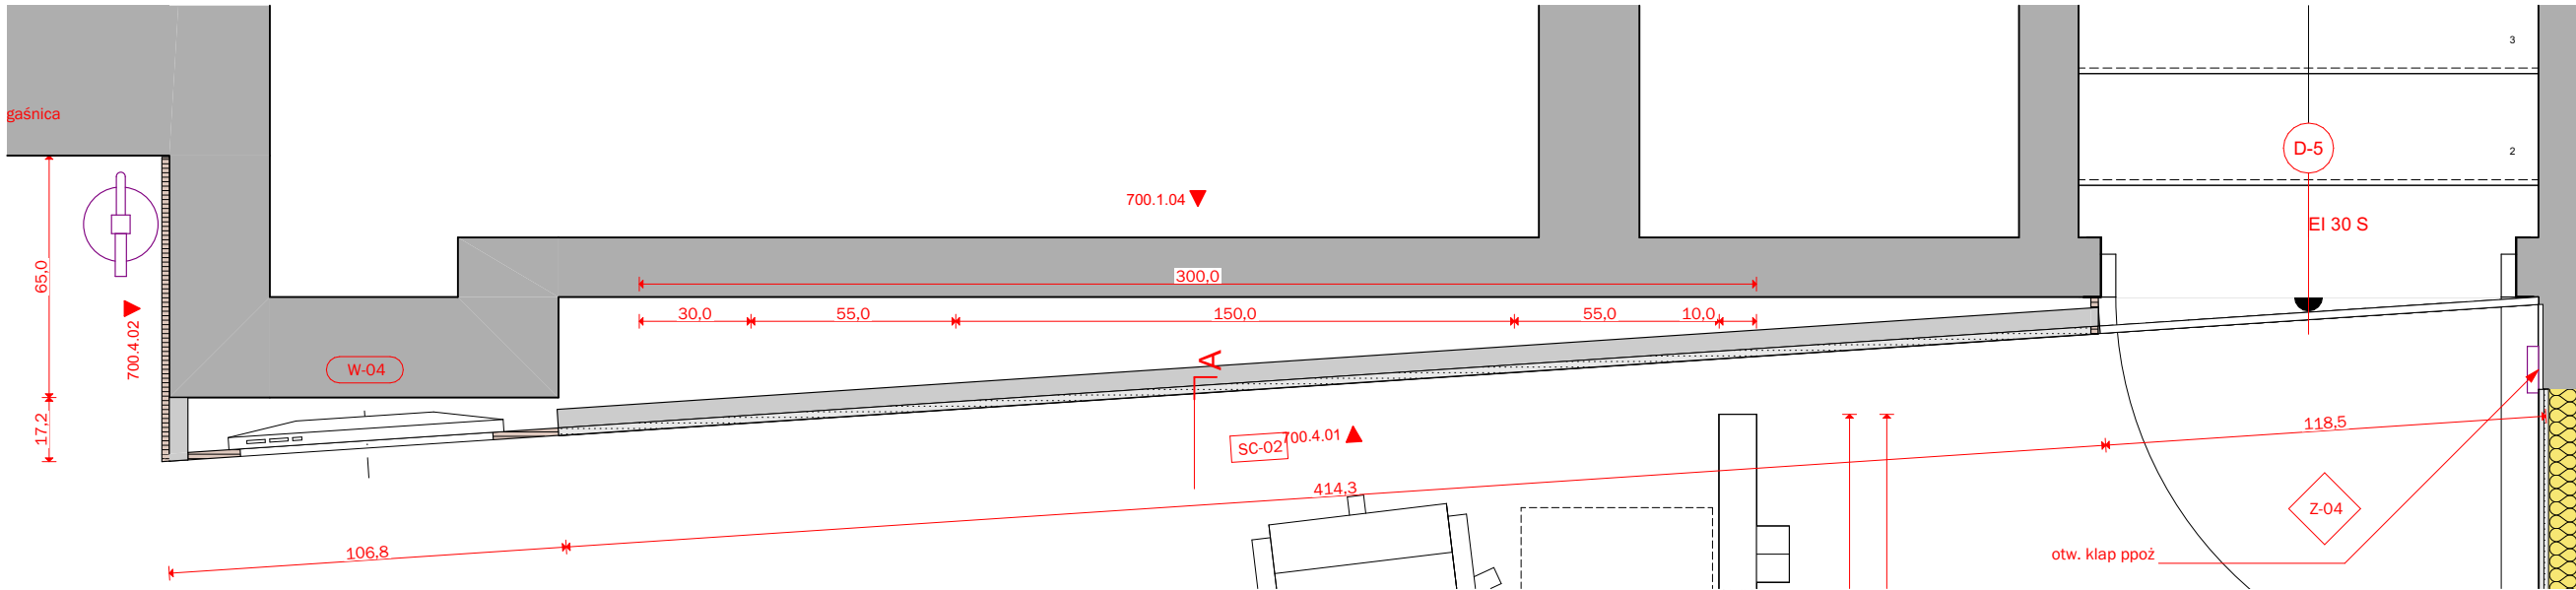 3
gaśnica
D-5
2
700.1.04
EI 30 S
65,0
300,0
30,0
55,0
150,0
55,0
10,0
700.4.02
W-04
A
17,2
SC-02
700.4.01
118,5
414,3
Z-04
106,8
otw. klap ppoż